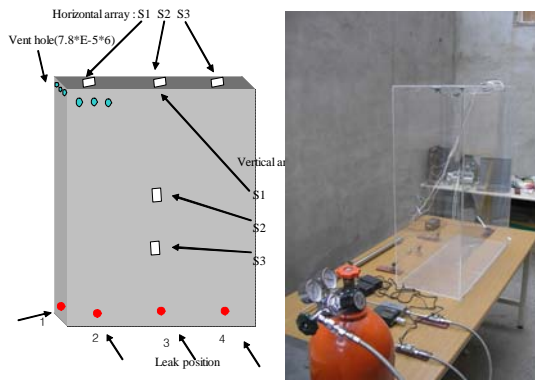 Horizontal array : S1 S2 S3
Vent hole(7.8*E-5*6)
Vertical ar
S1
S2
S3
1
2
3
4
Leak position